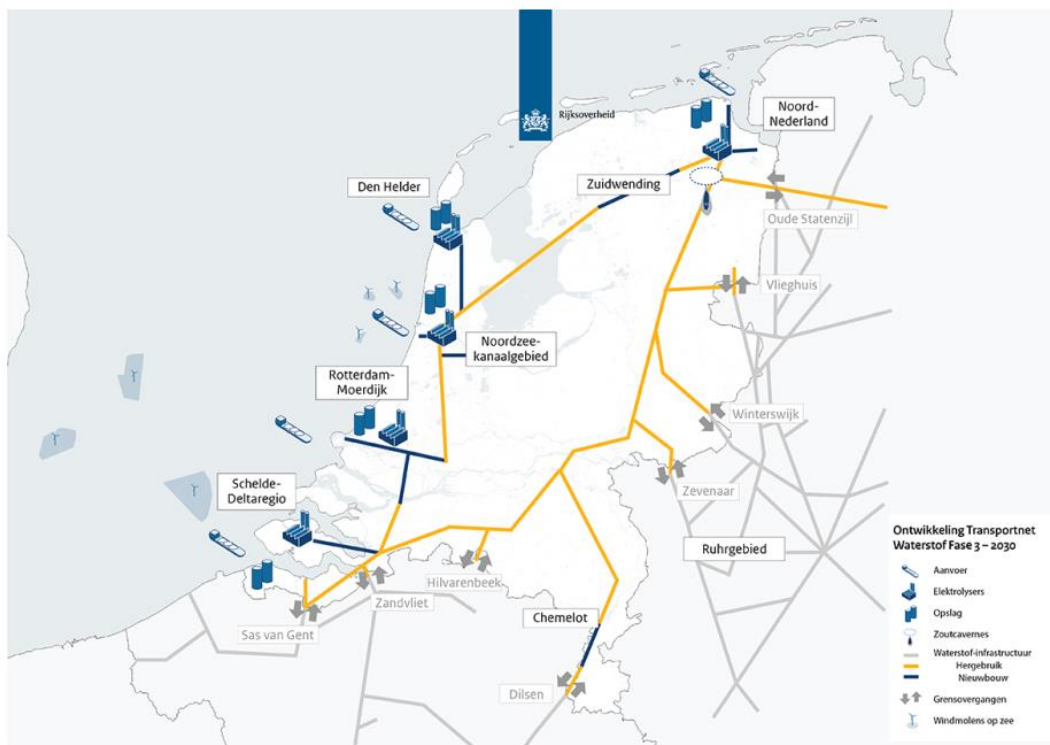 Rijksoverheid
Noord-
Nederland
Den Helder
Zuidwending
Oude Statenzijl
Vlieghuis
Noordzee-
kanaalgebied
Rotterdam-
Moerdijk
Winterswijk
Schelde-
Deltaregio
Zevenaar
Ruhrgebied
Hilvarenbeek
Zandvliet
Chemelot
Sas van Gent
Dilsen
Ontwikkeling Transportnet
Waterstof Fase 3 – 2030
Aanvoer
Elektrolysers
Opslag
Zoutcavernes
Waterstof-infrastructuur
Hergebruik
Nieuwbouw
Grensovergangen
Windmolens op zee